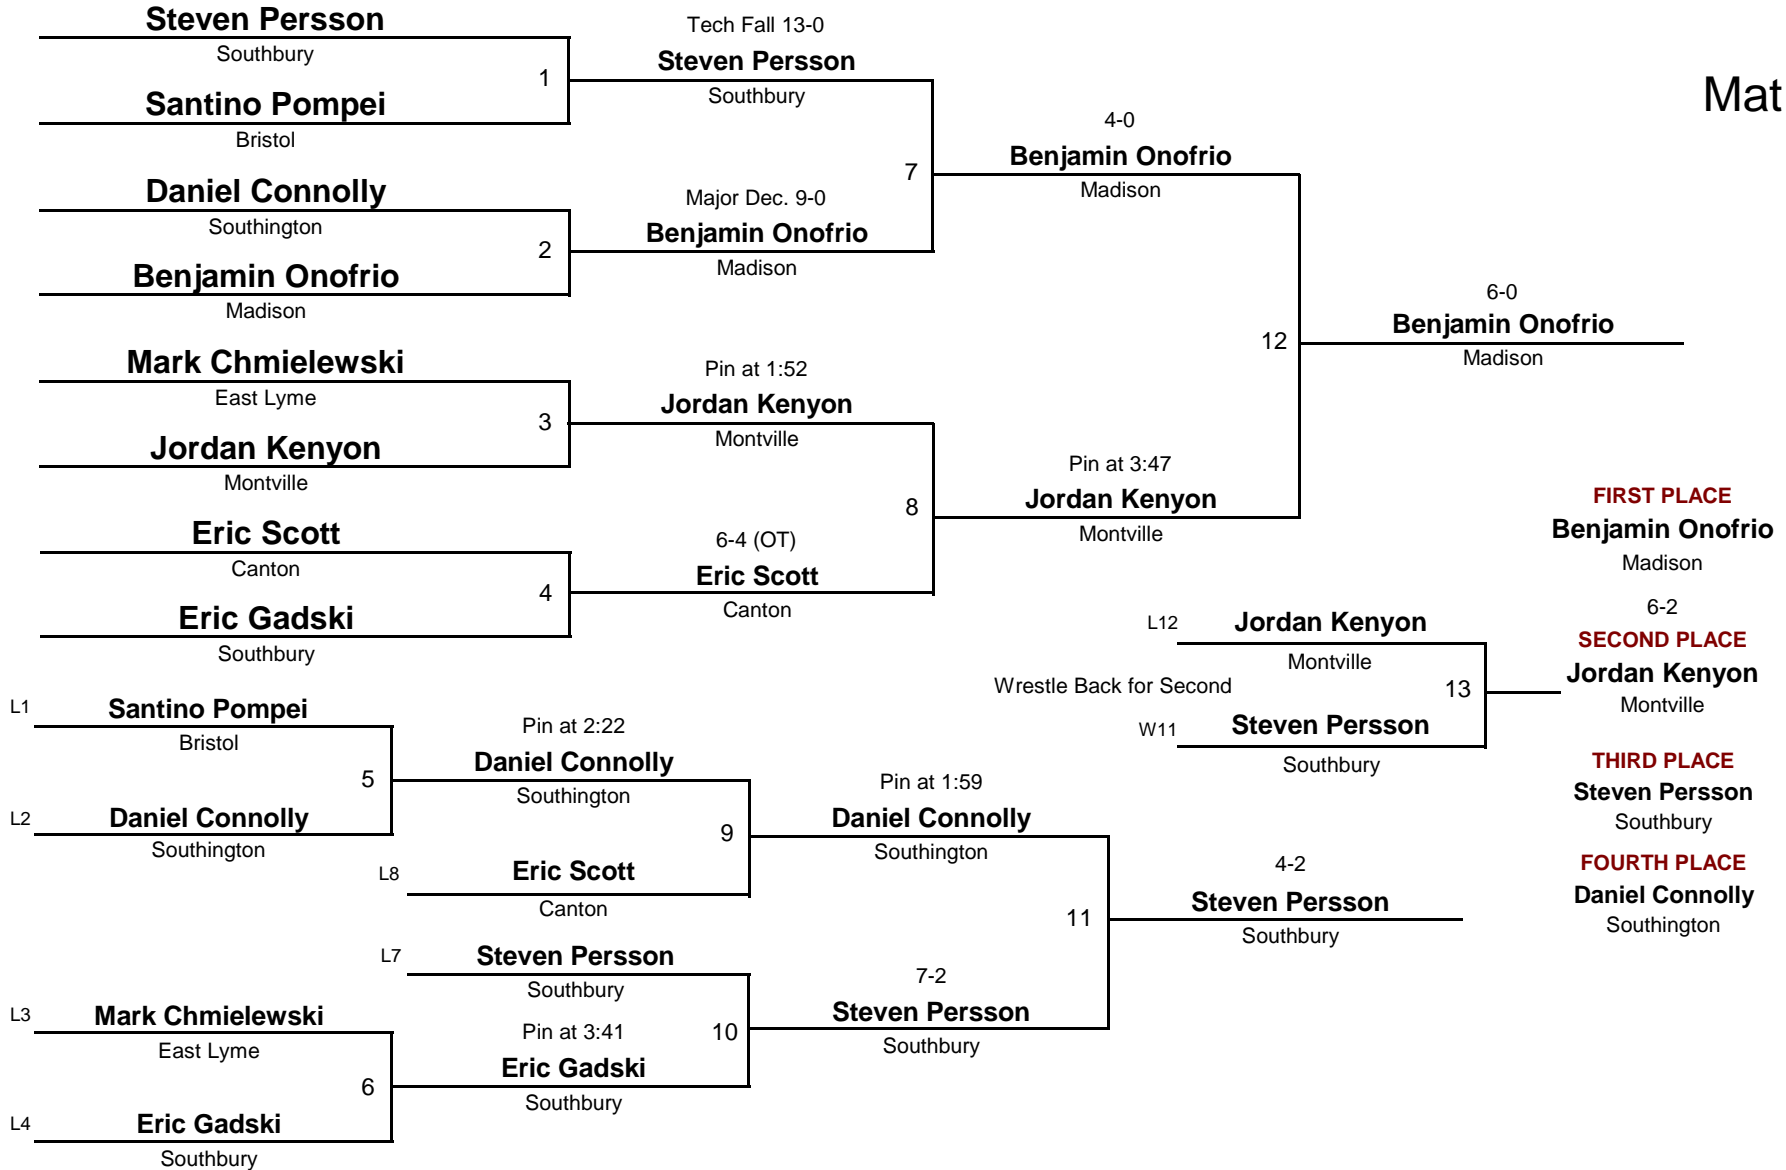 Steven Persson
Southbury
1
Santino Pompei
Bristol
Daniel Connolly
Southington
2
Benjamin Onofrio
Madison
Mark Chmielewski
East Lyme
3
Jordan Kenyon
Montville
Eric Scott
Canton
4
Eric Gadski
Southbury
Tech Fall 13-0
Steven Persson
Southbury
7
Major Dec. 9-0
Benjamin Onofrio
Madison
Pin at 1:52
Jordan Kenyon
Montville
8
6-4 (OT)
Eric Scott
Canton
4-0
Benjamin Onofrio
Madison
12
Pin at 3:47
Jordan Kenyon
Montville
6-0
Benjamin Onofrio
Madison
Mat
L1
Santino Pompei
Bristol
5
L2
Daniel Connolly
Southington
L3
Mark Chmielewski
East Lyme
6
L4
Eric Gadski
Southbury
Pin at 2:22
Daniel Connolly
Southington
9
L8
Eric Scott
Canton
L7
Steven Persson
Southbury
10
Pin at 3:41
Eric Gadski
Southbury
Pin at 1:59
Daniel Connolly
Southington
11
7-2
Steven Persson
Southbury
4-2
Steven Persson
Southbury
L12
Jordan Kenyon
Montville
Wrestle Back for Second
13
W11
Steven Persson
Southbury
FIRST PLACE
Benjamin Onofrio
Madison
6-2
SECOND PLACE
Jordan Kenyon
Montville
THIRD PLACE
Steven Persson
Southbury
FOURTH PLACE
Daniel Connolly
Southington